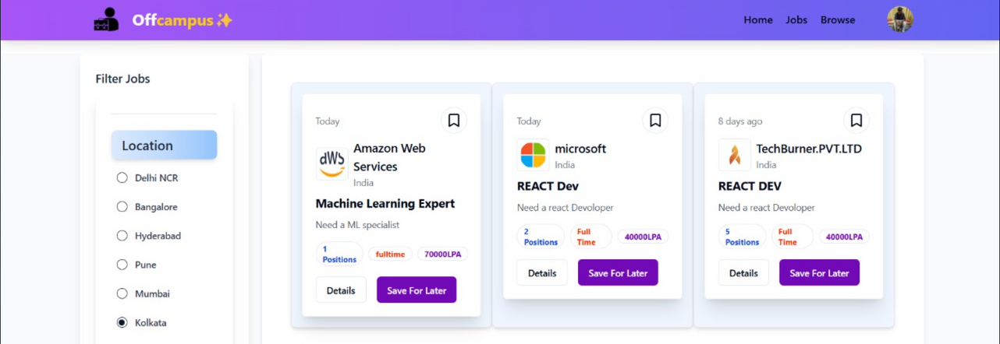 Offcampus✨
Home Jobs Browse
Filter Jobs
Location
Delhi NCR
Bangalore
Hyderabad
Pune
Mumbai
Kolkata
Today
aws
Amazon Web
Services
India
Machine Learning Expert
Need a ML specialist
1
Positions
fulltime
70000LPA
Details
Save For Later
Today
microsoft
India
REACT Dev
Need a react Devoloper
2
Positions
Full
Time
40000LPA
Details
Save For Later
8 days ago
TechBurner.PVT.LTD
India
REACT DEV
Need a react Devoloper
5
Positions
Full
Time
40000LPA
Details
Save For Later